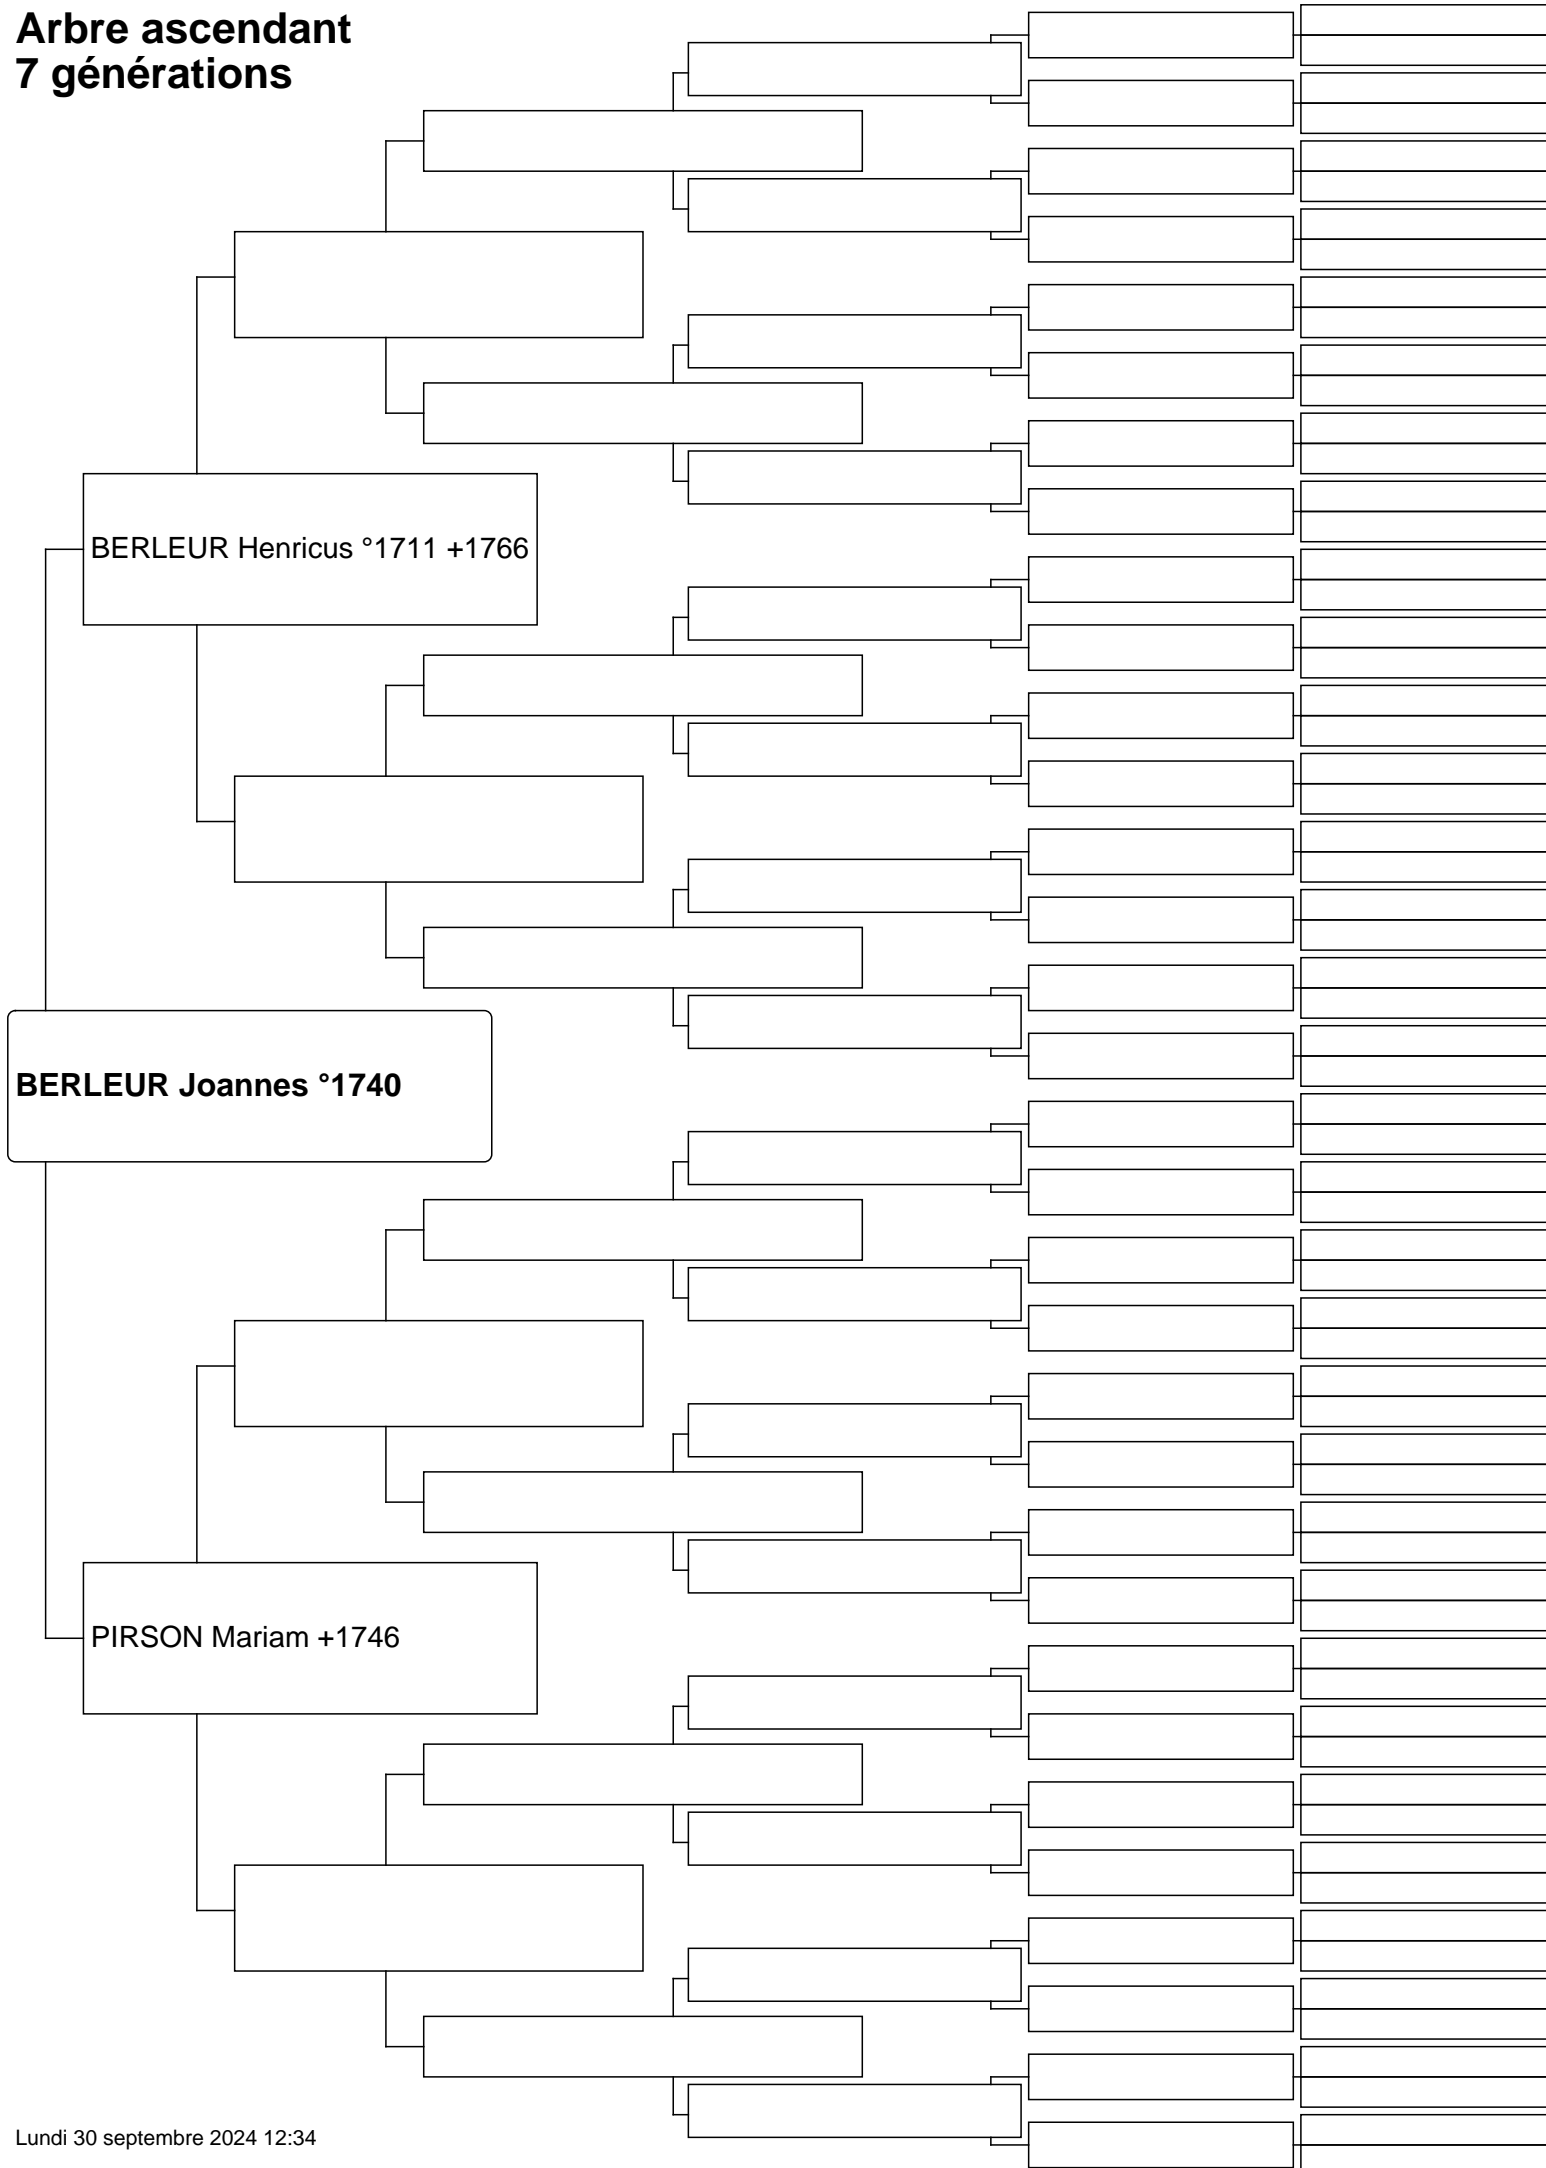 Arbre ascendant
7 générations
BERLEUR Henricus °1711 +1766
BERLEUR Joannes °1740
PIRSON Mariam +1746
Lundi 30 septembre 2024 12:34